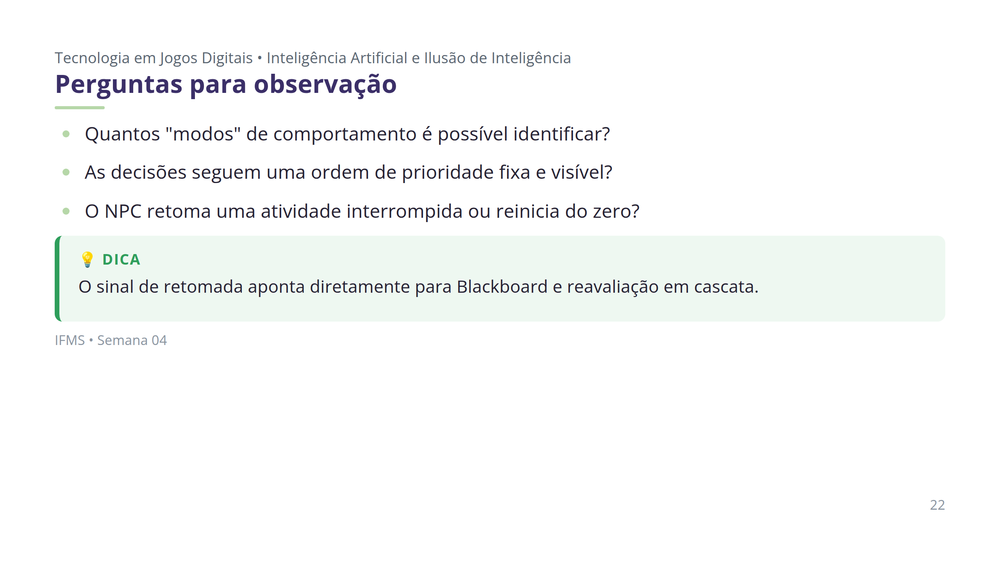 Tecnologia em Jogos Digitais • Inteligência Artificial e Ilusão de Inteligência
Perguntas para observação
• Quantos "modos" de comportamento é possível identificar?
• As decisões seguem uma ordem de prioridade fixa e visível?
• O NPC retoma uma atividade interrompida ou reinicia do zero?
💡 DICA
O sinal de retomada aponta diretamente para Blackboard e reavaliação em cascata.
IFMS • Semana 04
22